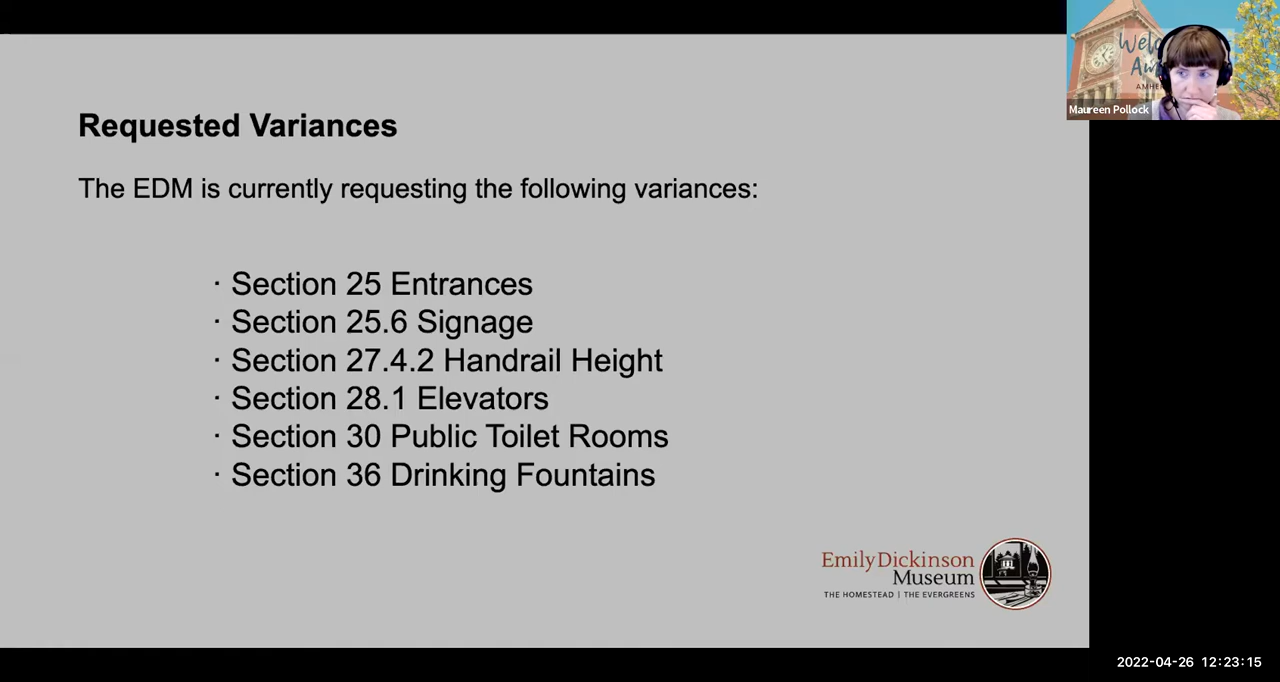 Requested Variances
The EDM is currently requesting the following variances:
· Section 25 Entrances
· Section 25.6 Signage
· Section 27.4.2 Handrail Height
· Section 28.1 Elevators
· Section 30 Public Toilet Rooms
· Section 36 Drinking Fountains
EmilyDickinson
Museum
THE HOMESTEAD | THE EVERGREENS
Maureen Pollock
2022-04-26 12:23:15